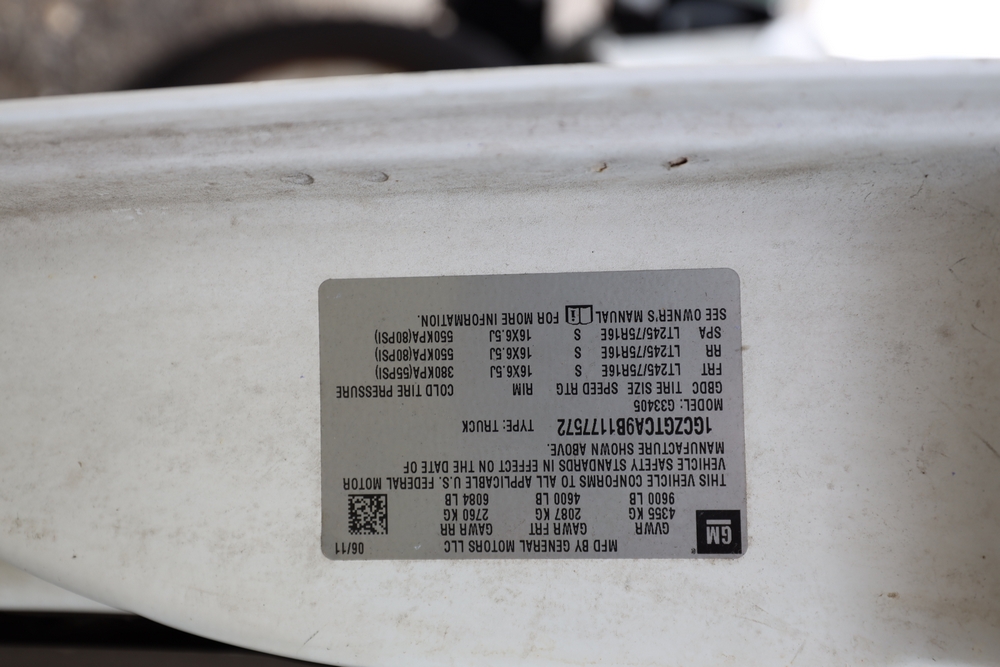 GM
MFD BY GENERAL MOTORS LLC 06/11
GVWR GAWR FRT GAWR RR
4355 KG 2087 KG 2760 KG
9600 LB 4600 LB 6084 LB
THIS VEHICLE CONFORMS TO ALL APPLICABLE U.S. FEDERAL MOTOR
VEHICLE SAFETY STANDARDS IN EFFECT ON THE DATE OF
MANUFACTURE SHOWN ABOVE.
1GCZGTCA9B1177572 TYPE: TRUCK
MODEL: G33405
GBDC TIRE SIZE SPEED RTG RIM COLD TIRE PRESSURE
FRT LT245/75R16E S 16X6.5J 380KPA(55PSI)
RR LT245/75R16E S 16X6.5J 550KPA(80PSI)
SPA LT245/75R16E S 16X6.5J 550KPA(80PSI)
SEE OWNER'S MANUAL i FOR MORE INFORMATION.